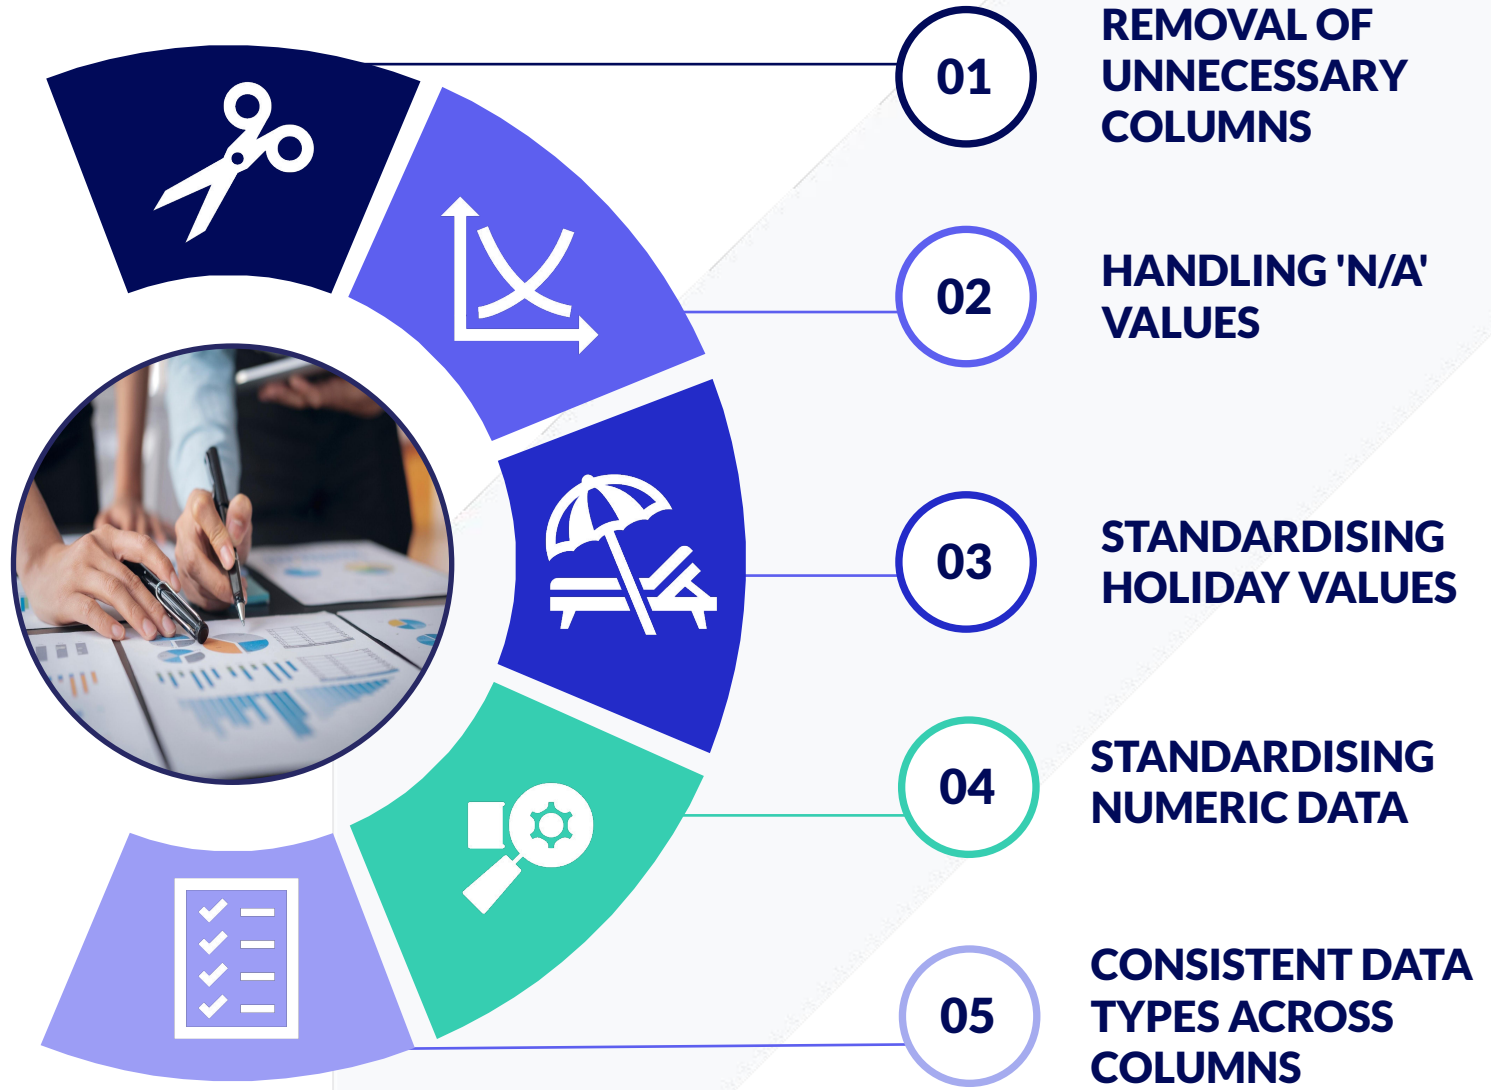 01
REMOVAL OF
UNNECESSARY
COLUMNS
02
HANDLING 'N/A'
VALUES
03
STANDARDISING
HOLIDAY VALUES
04
STANDARDISING
NUMERIC DATA
05
CONSISTENT DATA
TYPES ACROSS
COLUMNS